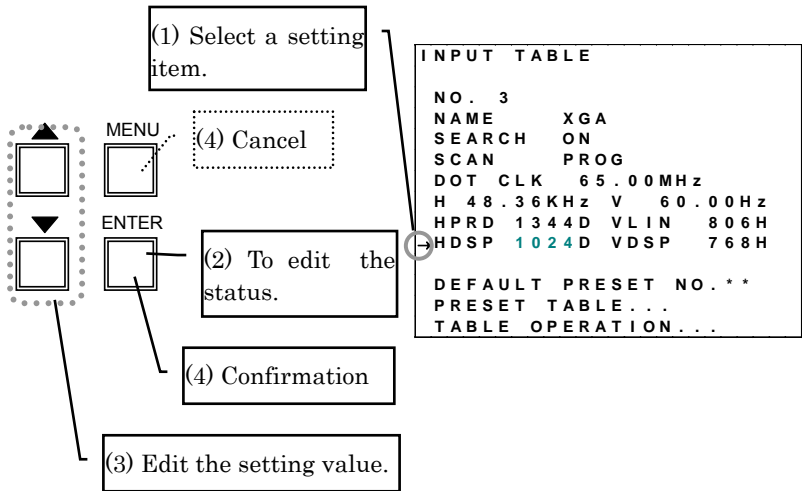 (1) Select a setting
item.
INPUT TABLE
NO. 3
NAME XGA
SEARCH ON
SCAN PROG
DOT CLK 65.00MHz
H 48.36KHz V 60.00Hz
HPRD 1344D VLIN 806H
→HDSP 1024D VDSP 768H
DEFAULT PRESET NO.**
PRESET TABLE...
TABLE OPERATION...
MENU
(4) Cancel
ENTER
(2) To edit the
status.
(4) Confirmation
(3) Edit the setting value.